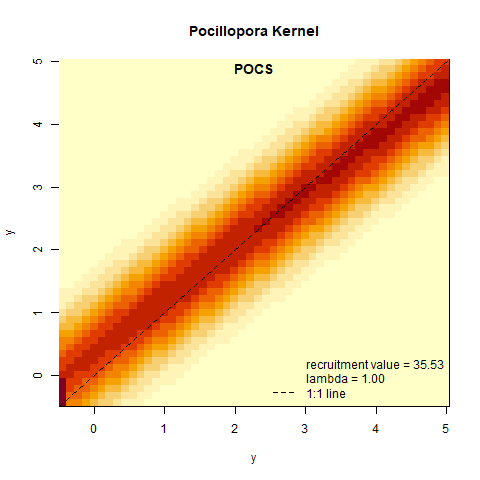 Pocillopora Kernel
POCS
5
4
3
2
1
0
y
recruitment value = 35.53
lambda = 1.00
1:1 line
0
1
2
3
4
5
y